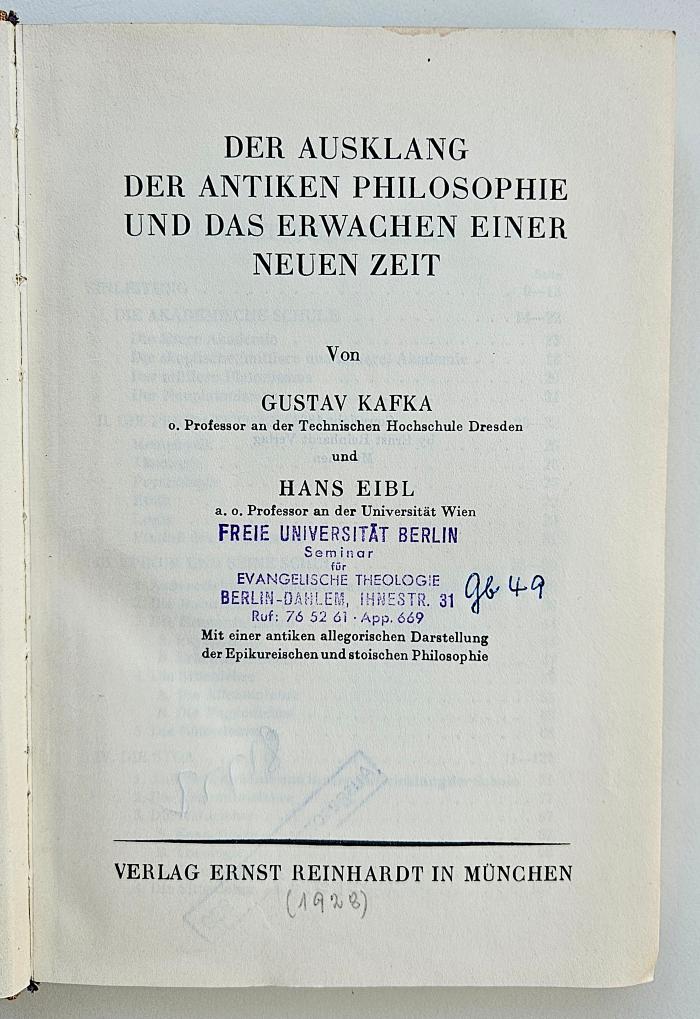 DER AUSKLANG
DER ANTIKEN PHILOSOPHIE
UND DAS ERWACHEN EINER
NEUEN ZEIT
Von
GUSTAV KAFKA
o. Professor an der Technischen Hochschule Dresden
und
HANS EIBL
a. o. Professor an der Universität Wien
FREIE UNIVERSITÄT BERLIN
Seminar
für
EVANGELISCHE THEOLOGIE
BERLIN-DAHLEM, IHNESTR. 31
Ruf: 76 52 61 · App. 669
gb 49
Mit einer antiken allegorischen Darstellung
der Epikureischen und stoischen Philosophie
VERLAG ERNST REINHARDT IN MÜNCHEN
(1928)